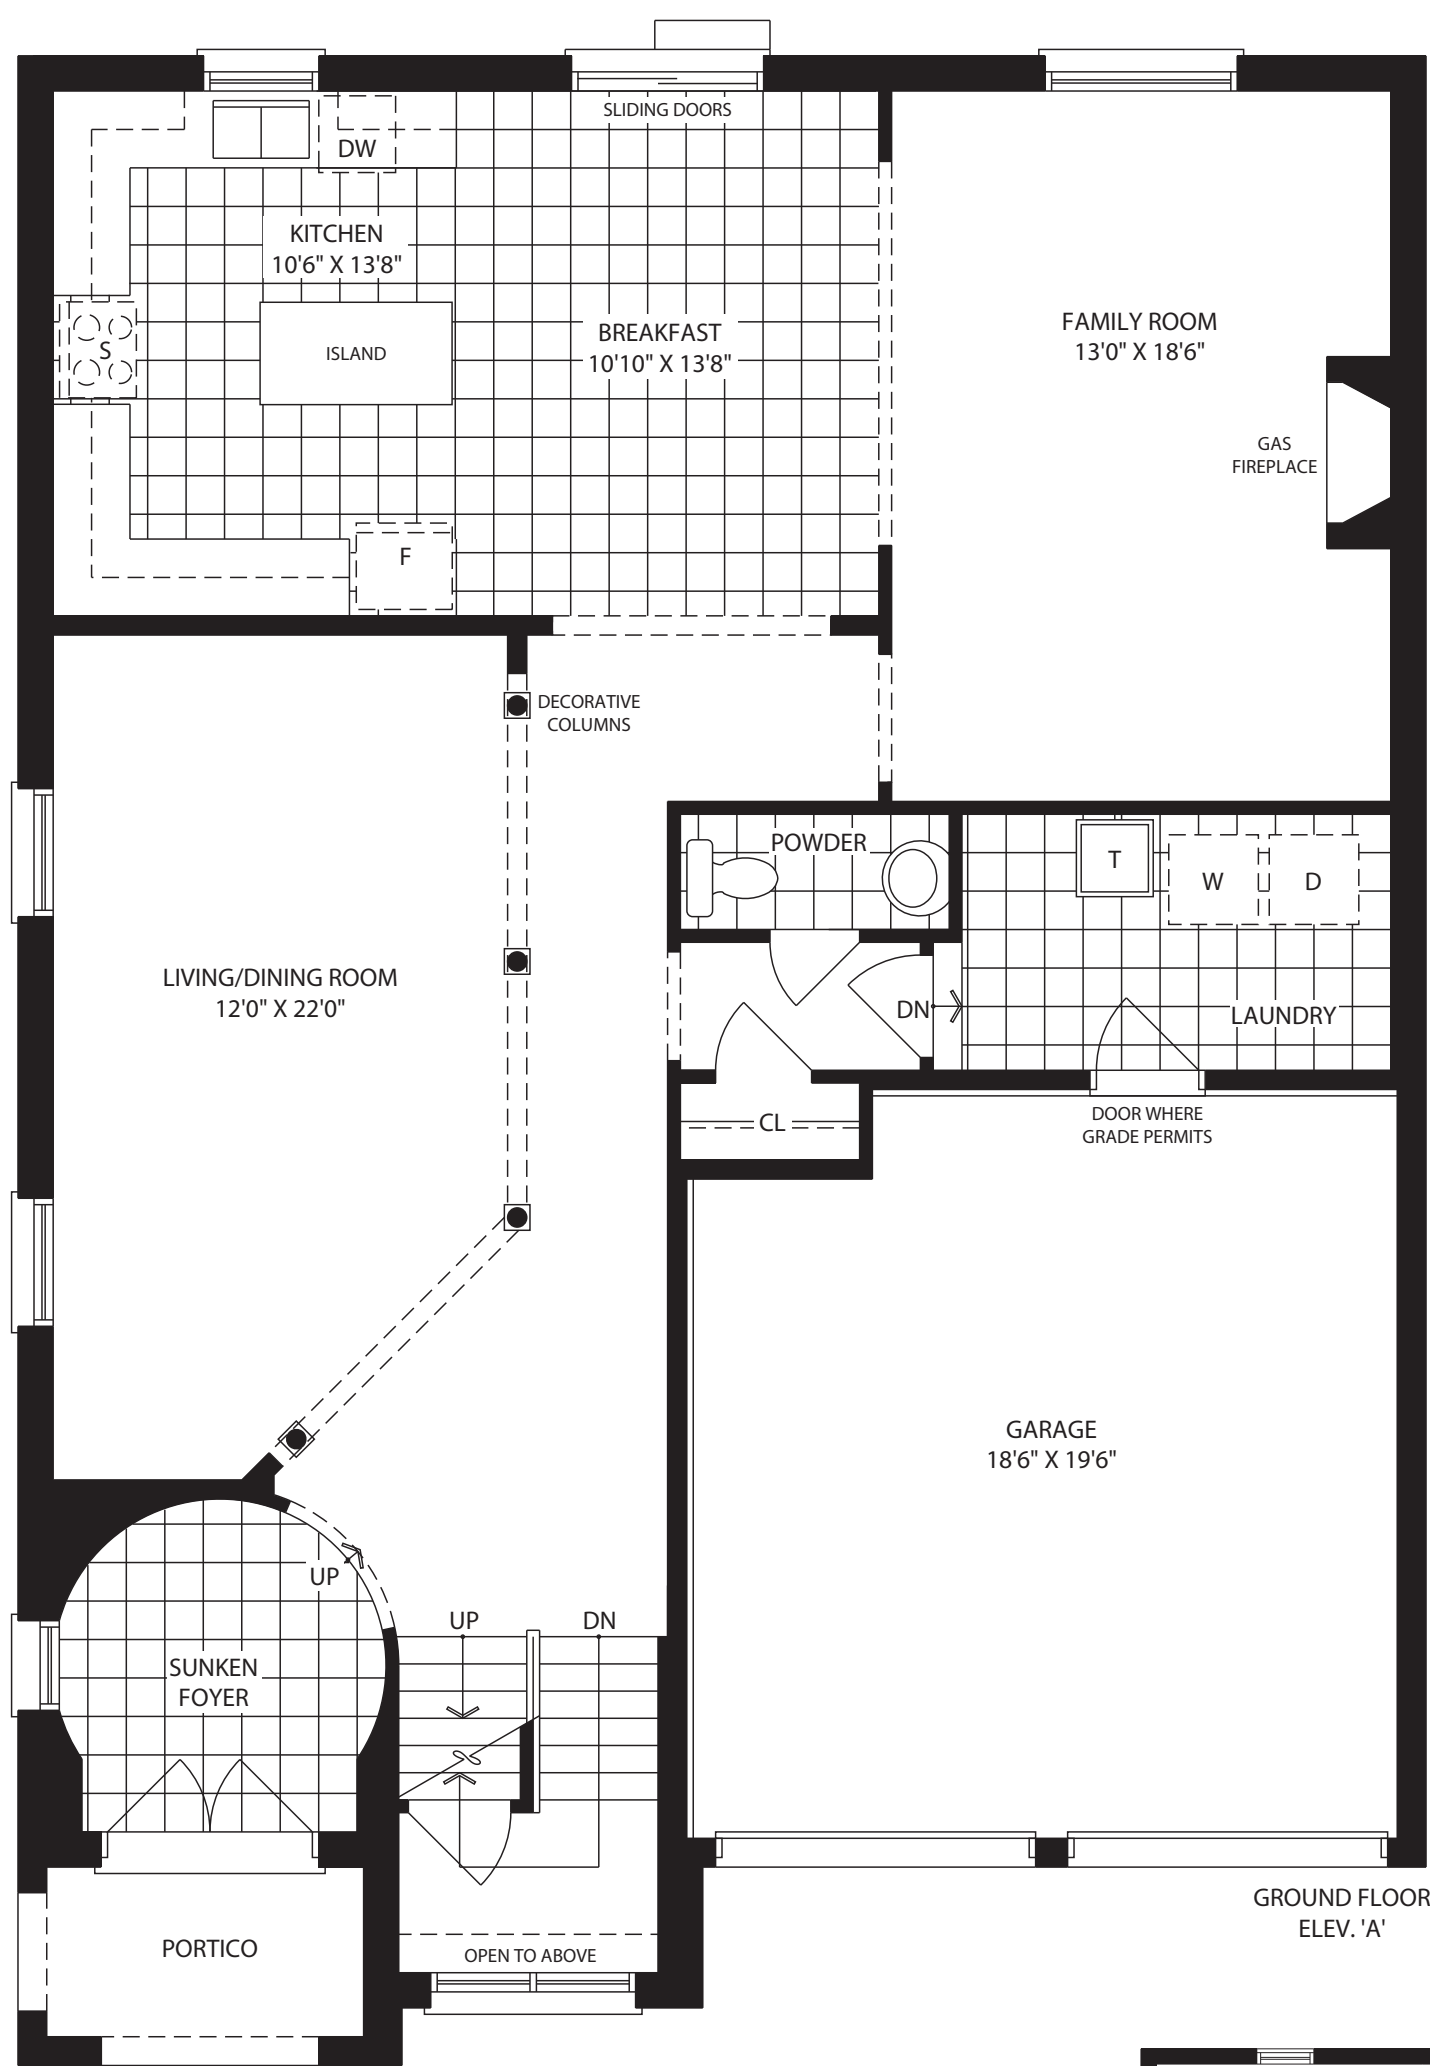 SLIDING DOORS
DW
KITCHEN
10'6" X 13'8"
S
ISLAND
BREAKFAST
10'10" X 13'8"
FAMILY ROOM
13'0" X 18'6"
GAS
FIREPLACE
F
DECORATIVE
COLUMNS
POWDER
T
W
D
LIVING/DINING ROOM
12'0" X 22'0"
DN
LAUNDRY
CL
DOOR WHERE
GRADE PERMITS
GARAGE
18'6" X 19'6"
UP
UP
DN
SUNKEN
FOYER
GROUND FLOOR
ELEV. 'A'
PORTICO
OPEN TO ABOVE